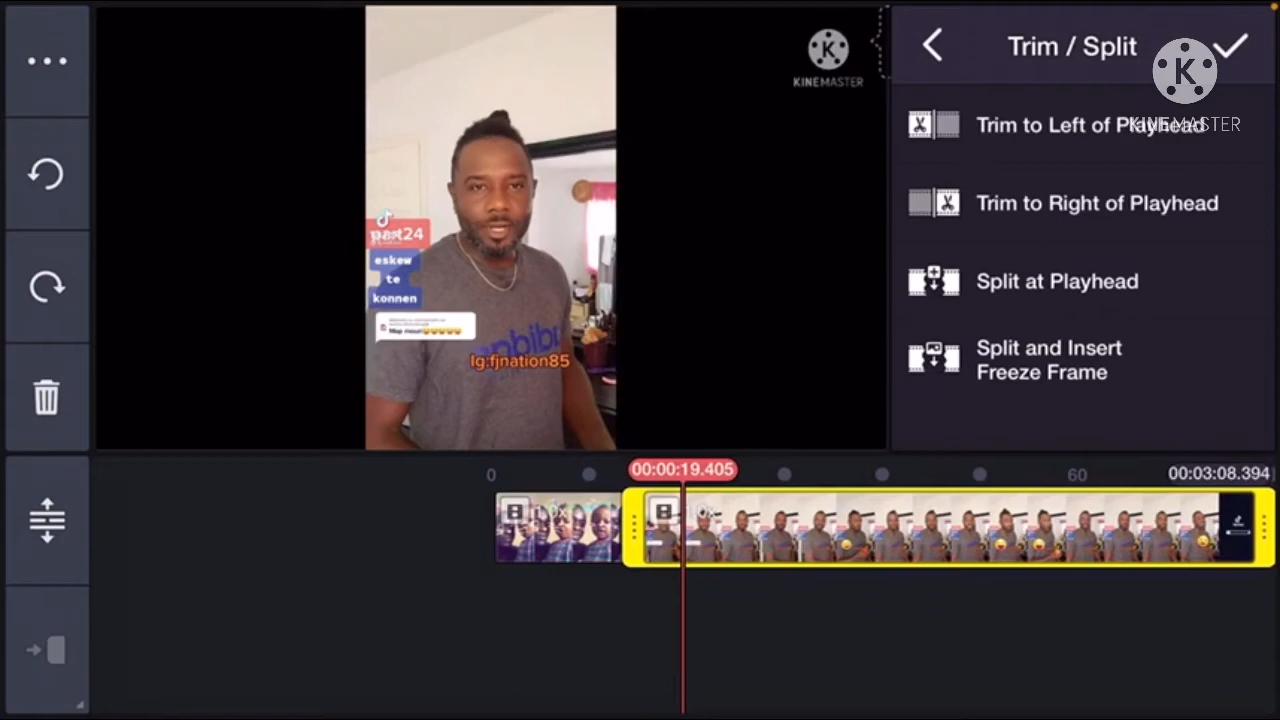 Trim / Split
KINEMASTER
KINEMASTER
Trim to Left of Playhead
Trim to Right of Playhead
Split at Playhead
Split and Insert
Freeze Frame
eskew
te
konnen
Ig:fjnation85
0
00:00:19.405
60
00:03:08.394